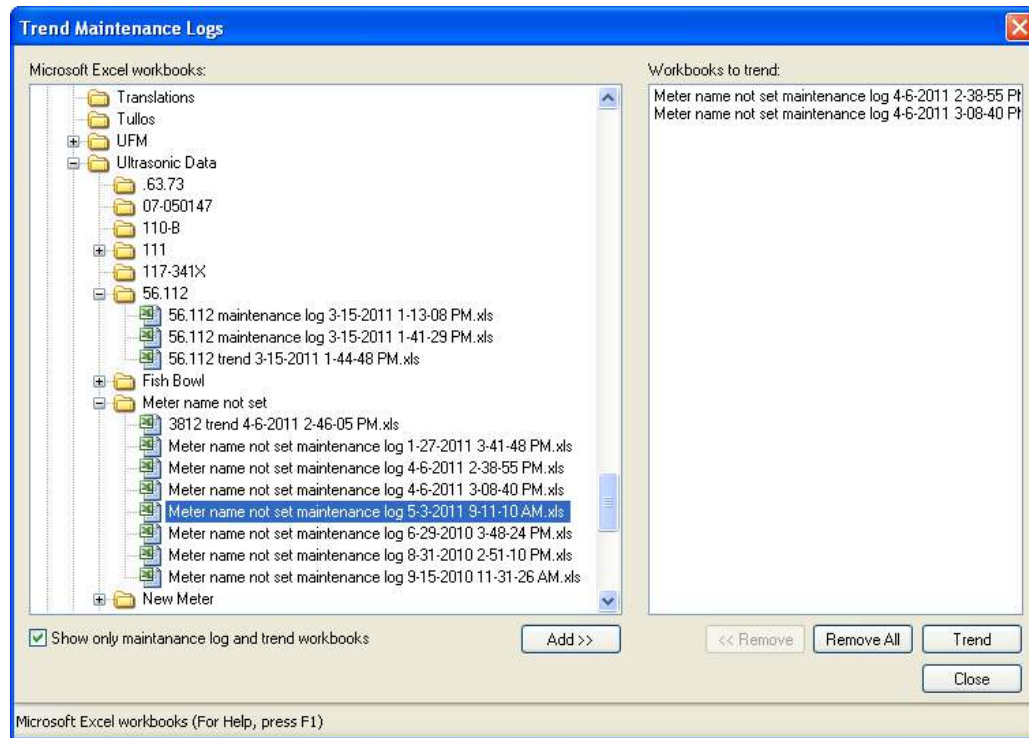 Trend Maintenance Logs
Microsoft Excel workbooks:
Translations
Tullos
UFM
Ultrasonic Data
.63.73
07-050147
110-B
111
117-341X
56.112
56.112 maintenance log 3-15-2011 1-13-08 PM.xls
56.112 maintenance log 3-15-2011 1-41-29 PM.xls
56.112 trend 3-15-2011 1-44-48 PM.xls
Fish Bowl
Meter name not set
3812 trend 4-6-2011 2-46-05 PM.xls
Meter name not set maintenance log 1-27-2011 3-41-48 PM.xls
Meter name not set maintenance log 4-6-2011 2-38-55 PM.xls
Meter name not set maintenance log 4-6-2011 3-08-40 PM.xls
Meter name not set maintenance log 5-3-2011 9-11-10 AM.xls
Meter name not set maintenance log 6-29-2010 3-48-24 PM.xls
Meter name not set maintenance log 8-31-2010 2-51-10 PM.xls
Meter name not set maintenance log 9-15-2010 11-31-26 AM.xls
New Meter
Show only maintanance log and trend workbooks
Add >>
Workbooks to trend:
Meter name not set maintenance log 4-6-2011 2-38-55
Meter name not set maintenance log 4-6-2011 3-08-40
<< Remove
Remove All
Trend
Close
Microsoft Excel workbooks (For Help, press F1)